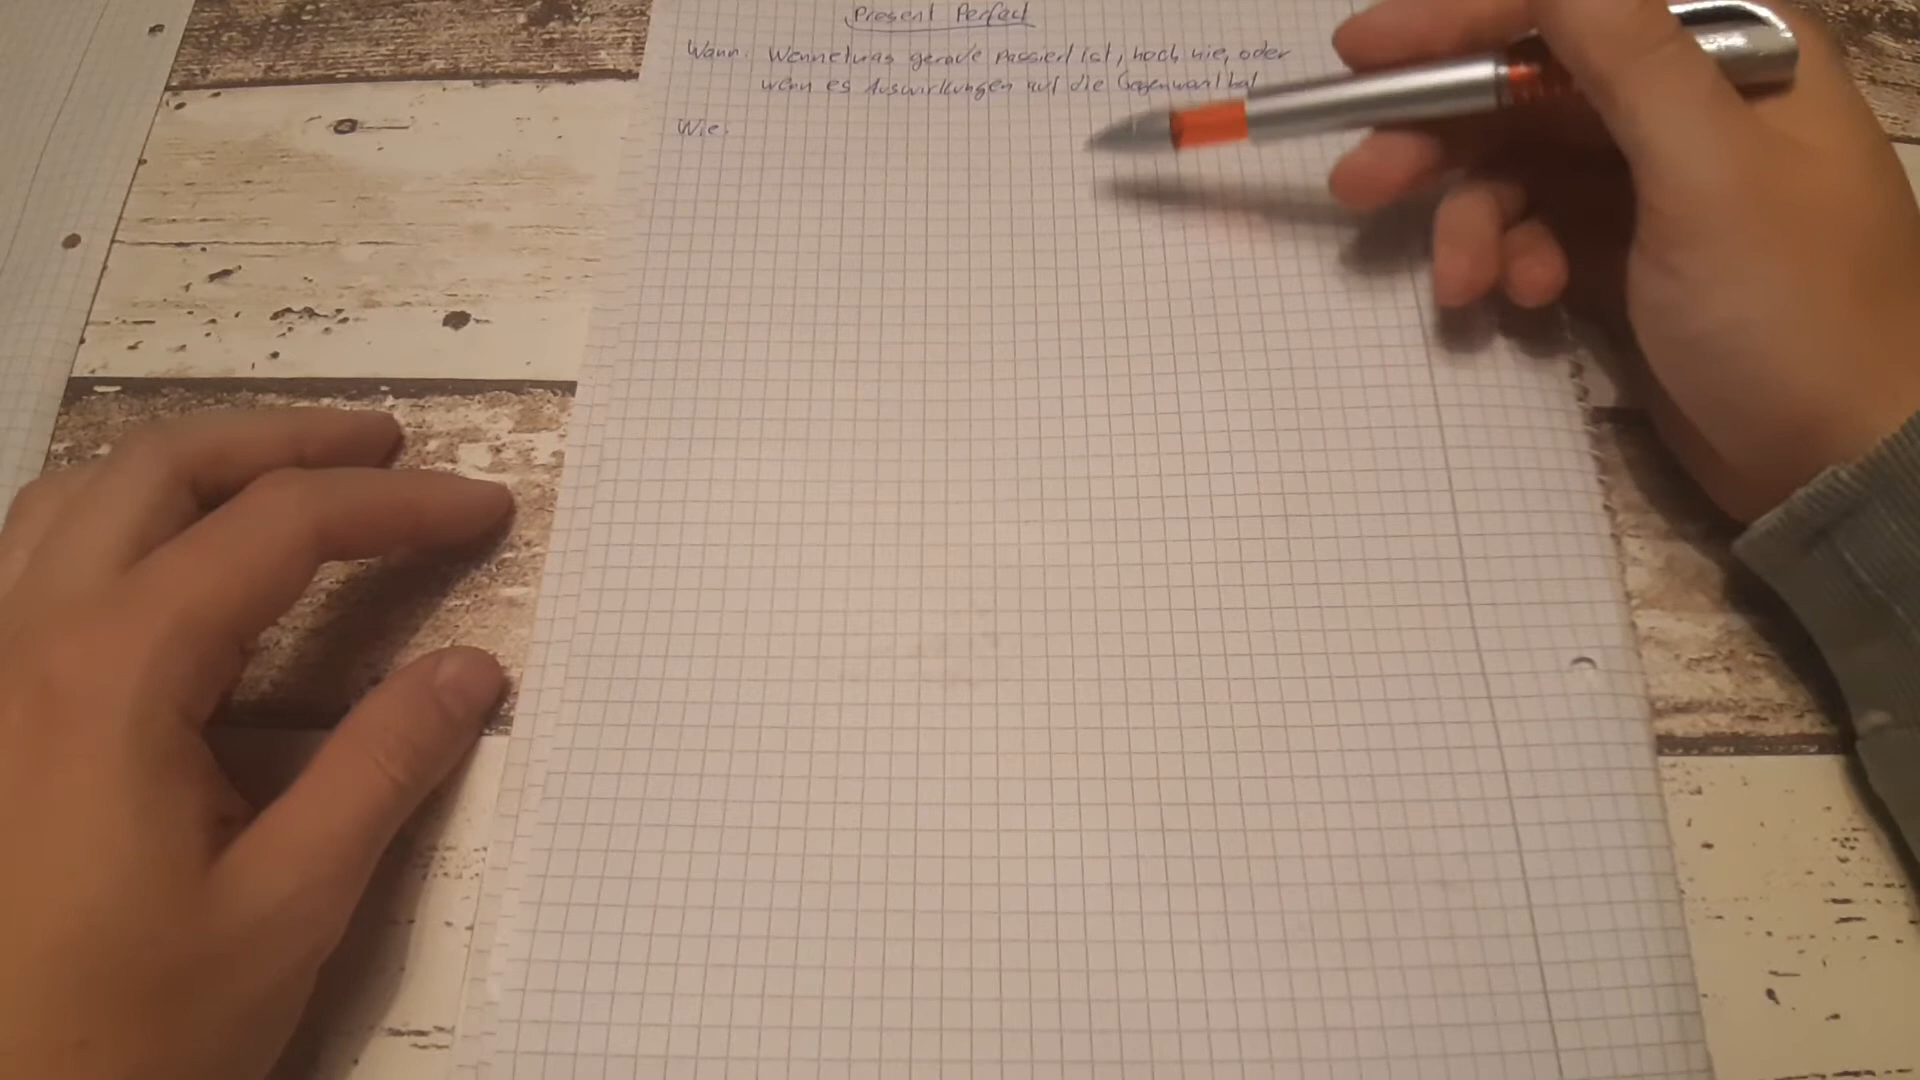 Present Perfect
Wann: Wenn etwas gerade passiert ist, noch nie, oder
wenn es Auswirkungen auf die Gegenwart hat
Wie: